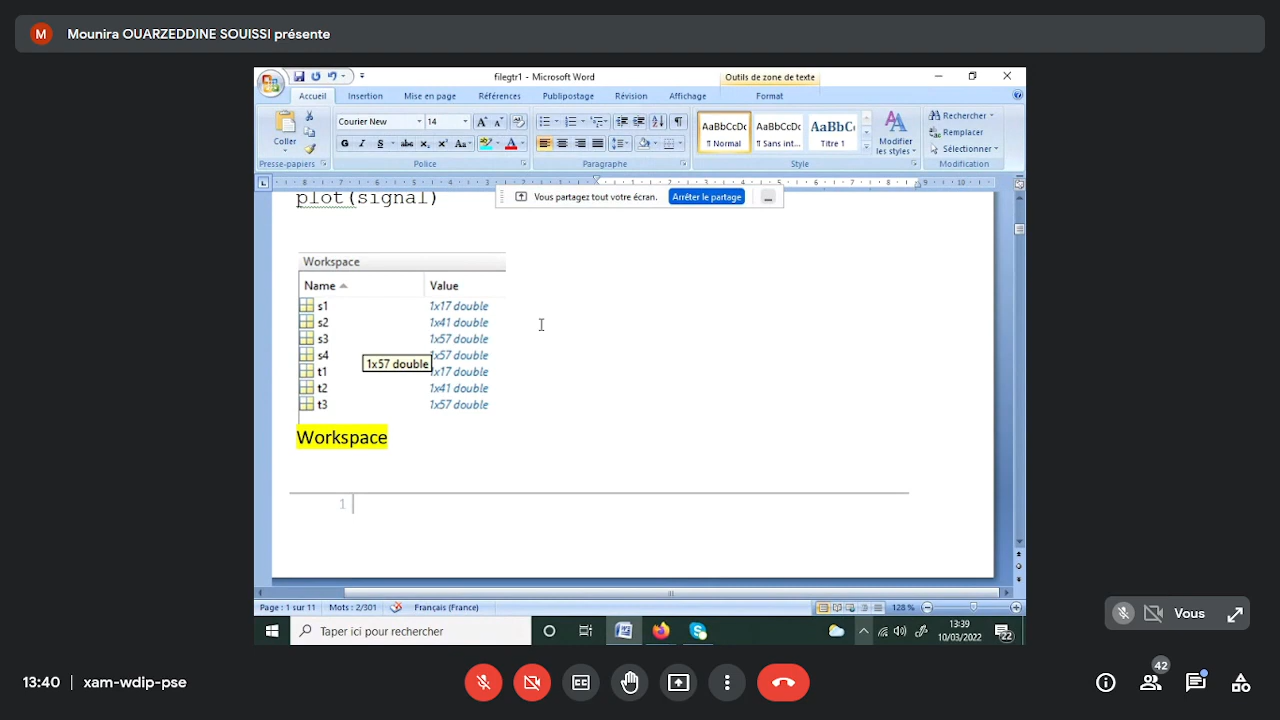 M Mounira OUARZEDDINE SOUISSI présente
filegtr1 - Microsoft Word
Outils de zone de texte
Accueil Insertion Mise en page Références Publipostage Révision Affichage Format
Coller
Courier New 14
AaBbCcDc AaBbCcDc AaBbC
¶ Normal ¶ Sans int... Titre 1
Modifier les styles
Rechercher
Remplacer
Sélectionner
Presse-papiers Police Paragraphe Style Modification
plot(signal)
Vous partagez tout votre écran. Arrêter le partage
Workspace
Name Value
s1 1x17 double
s2 1x41 double
s3 1x57 double
s4 1x57 double
1x57 double
t1 1x17 double
t2 1x41 double
t3 1x57 double
Workspace
1
Page : 1 sur 11 Mots : 2/301 Français (France) 128 %
Taper ici pour rechercher
13:39
10/03/2022
22
Vous
13:40 | xam-wdip-pse
42